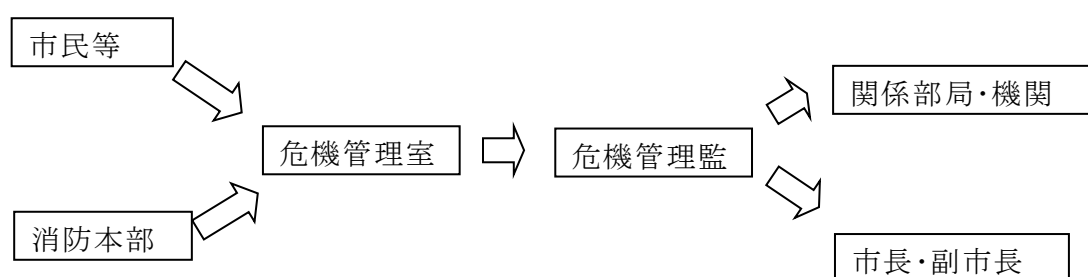 市民等
消防本部
危機管理室
危機管理監
関係部局・機関
市長・副市長